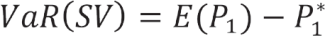 VaR(SV) = E(P₁) − P₁*